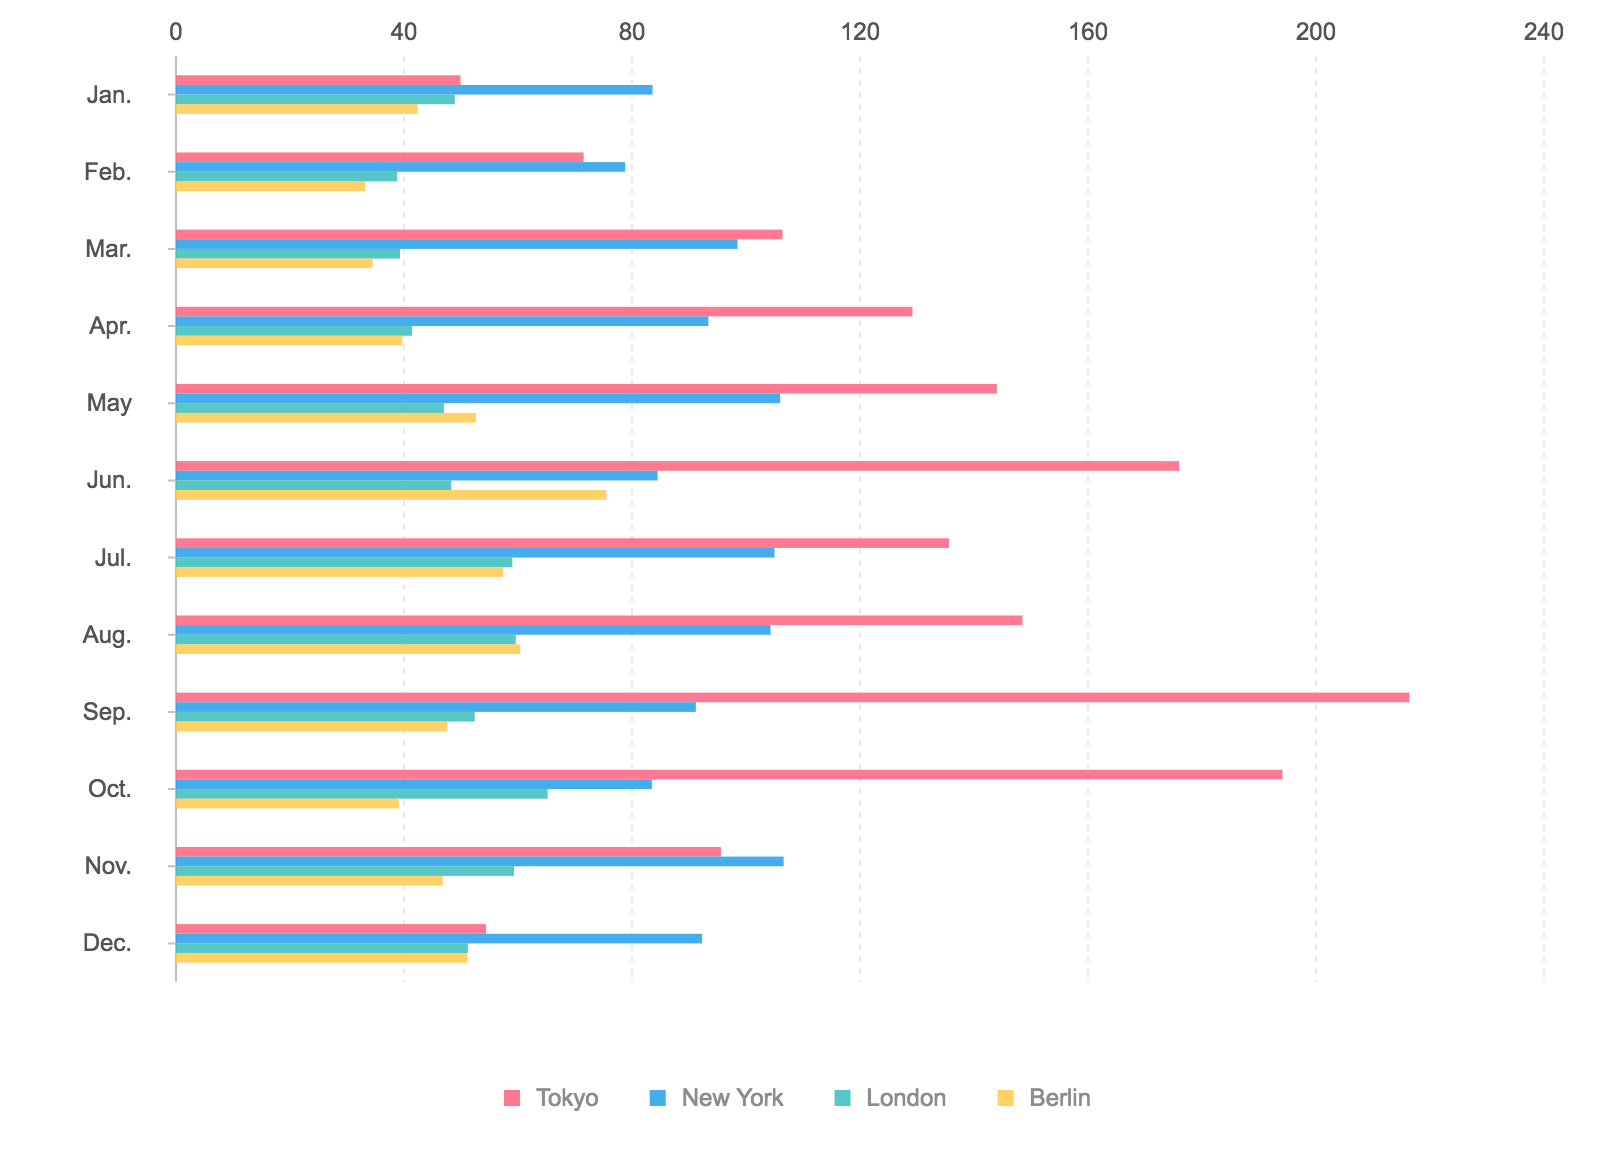 0 40 80 120 160 200 240
Jan.
Feb.
Mar.
Apr.
May
Jun.
Jul.
Aug.
Sep.
Oct.
Nov.
Dec.
Tokyo New York London Berlin